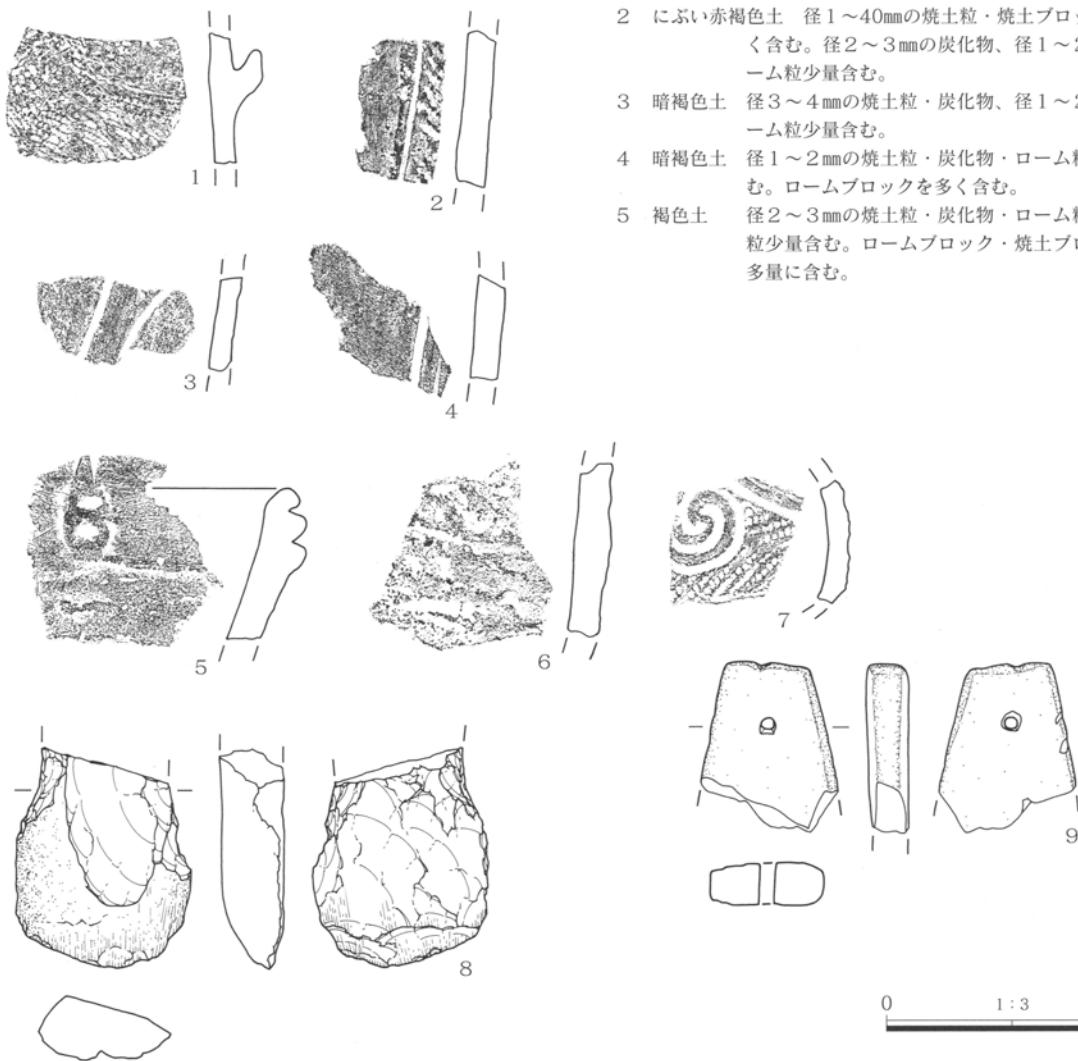 2 にぶい赤褐色土 径1～40㎜の焼土粒・焼土ブロッ
く含む。径2～3㎜の炭化物、径1～2
ーム粒少量含む。
3 暗褐色土 径3～4㎜の焼土粒・炭化物、径1～2
ーム粒少量含む。
4 暗褐色土 径1～2㎜の焼土粒・炭化物・ローム粒
む。ロームブロックを多く含む。
5 褐色土 径2～3㎜の焼土粒・炭化物・ローム粒
粒少量含む。ロームブロック・焼土ブロ
多量に含む。
1
2
3
4
5
6
7
8
9
0 1:3